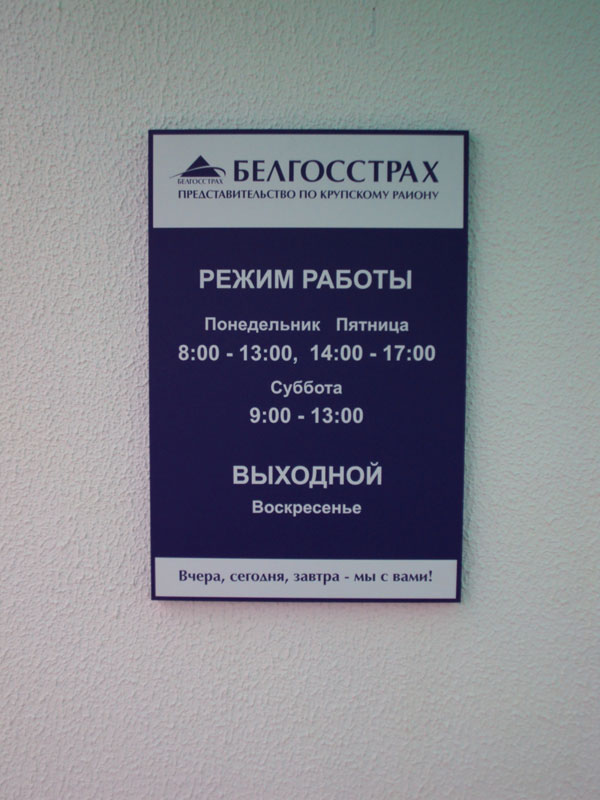 БЕЛГОССТРАХ
БЕЛГОССТРАХ
ПРЕДСТАВИТЕЛЬСТВО ПО КРУПСКОМУ РАЙОНУ
РЕЖИМ РАБОТЫ
Понедельник Пятница
8:00 - 13:00, 14:00 - 17:00
Суббота
9:00 - 13:00
ВЫХОДНОЙ
Воскресенье
Вчера, сегодня, завтра - мы с вами!